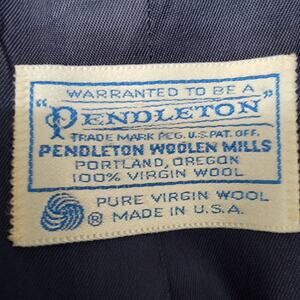 WARRANTED TO BE A
"PENDLETON"
TRADE MARK REG. U.S. PAT. OFF.
PENDLETON WOOLEN MILLS
PORTLAND, OREGON
100% VIRGIN WOOL
PURE VIRGIN WOOL
® MADE IN U.S.A.